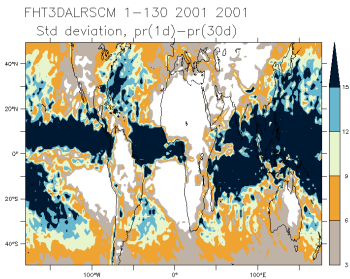 FHT3DALRSCM 1-130 2001 2001
Std deviation, pr(1d)-pr(30d)
40°N
20°N
0°
20°S
40°S
100°W
0°
100°E
15
12
9
6
3